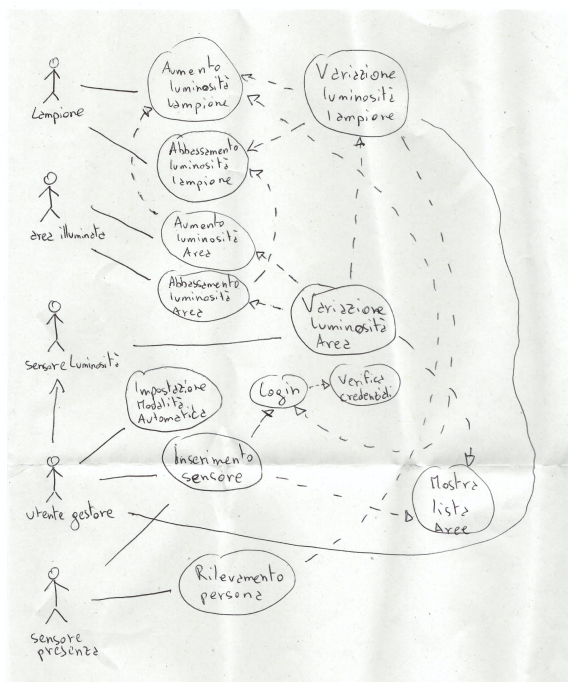 Lampione
Aumento
luminosità
Lampione
Variazione
luminosità
lampione
Abbassamento
luminosità
lampione
area illuminata
Aumento
luminosità
Area
Abbassamento
luminosità
Area
Variazione
Luminosità
Area
sensore Luminosità
Impostazione
Modalità
Automatica
Login
Verifica
credenziali
utente gestore
Inserimento
sensore
Mostra
lista
Aree
Rilevamento
persona
sensore
presenza